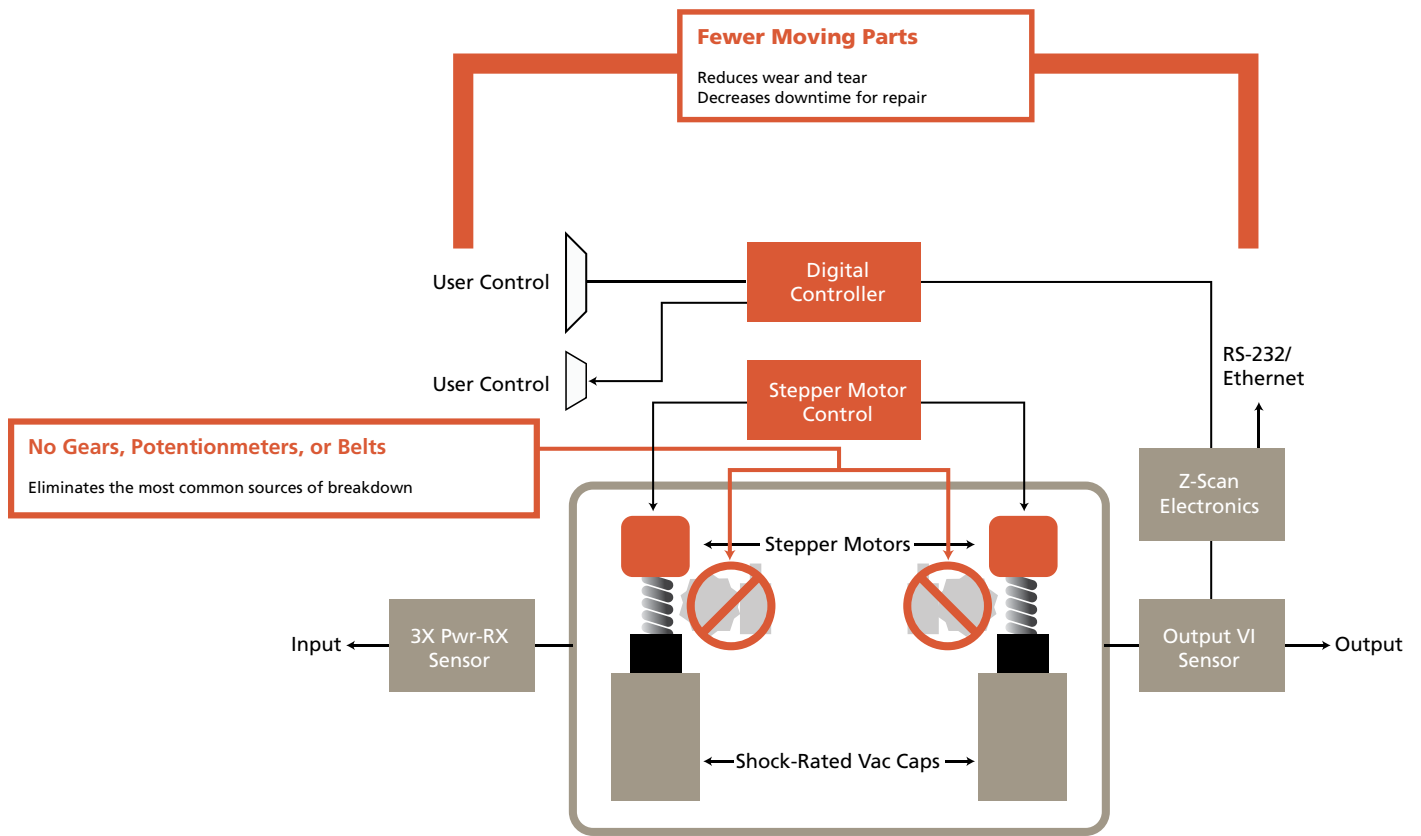 Fewer Moving Parts
Reduces wear and tear
Decreases downtime for repair
User Control
Digital
Controller
User Control
Stepper Motor
Control
RS-232/
Ethernet
No Gears, Potentionmeters, or Belts
Eliminates the most common sources of breakdown
Z-Scan
Electronics
Stepper Motors
Input
3X Pwr-RX
Sensor
Output VI
Sensor
Output
Shock-Rated Vac Caps